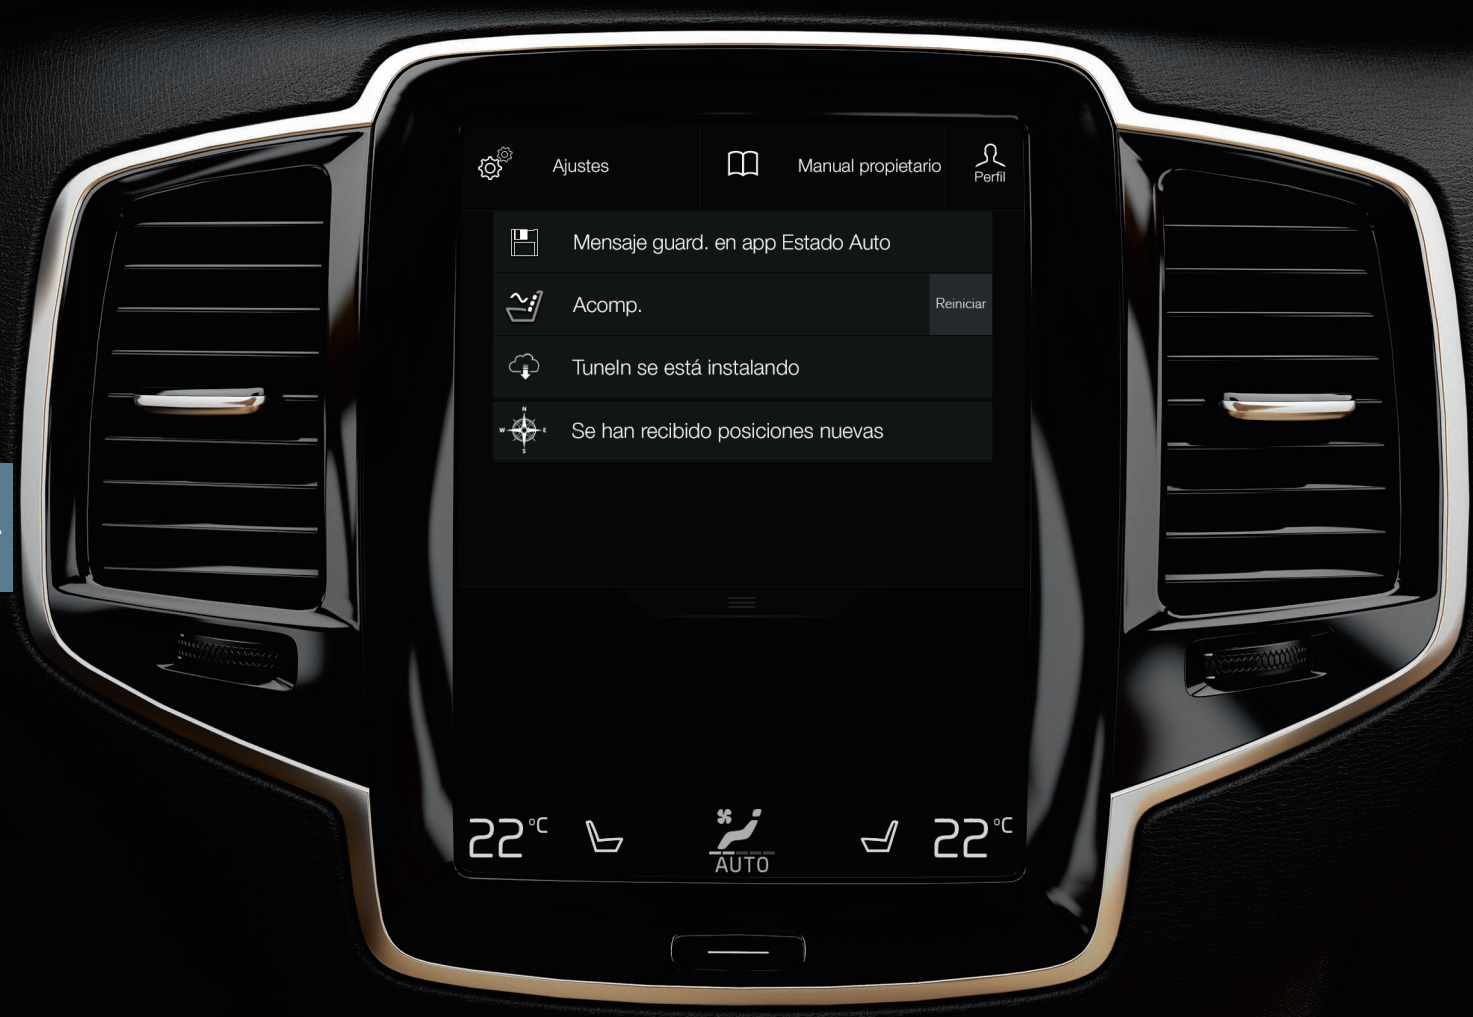 Ajustes
Manual propietario
Perfil
Mensaje guard. en app Estado Auto
Acomp.
Reiniciar
TuneIn se está instalando
N
W E
S
Se han recibido posiciones nuevas
22°C
AUTO
22°C